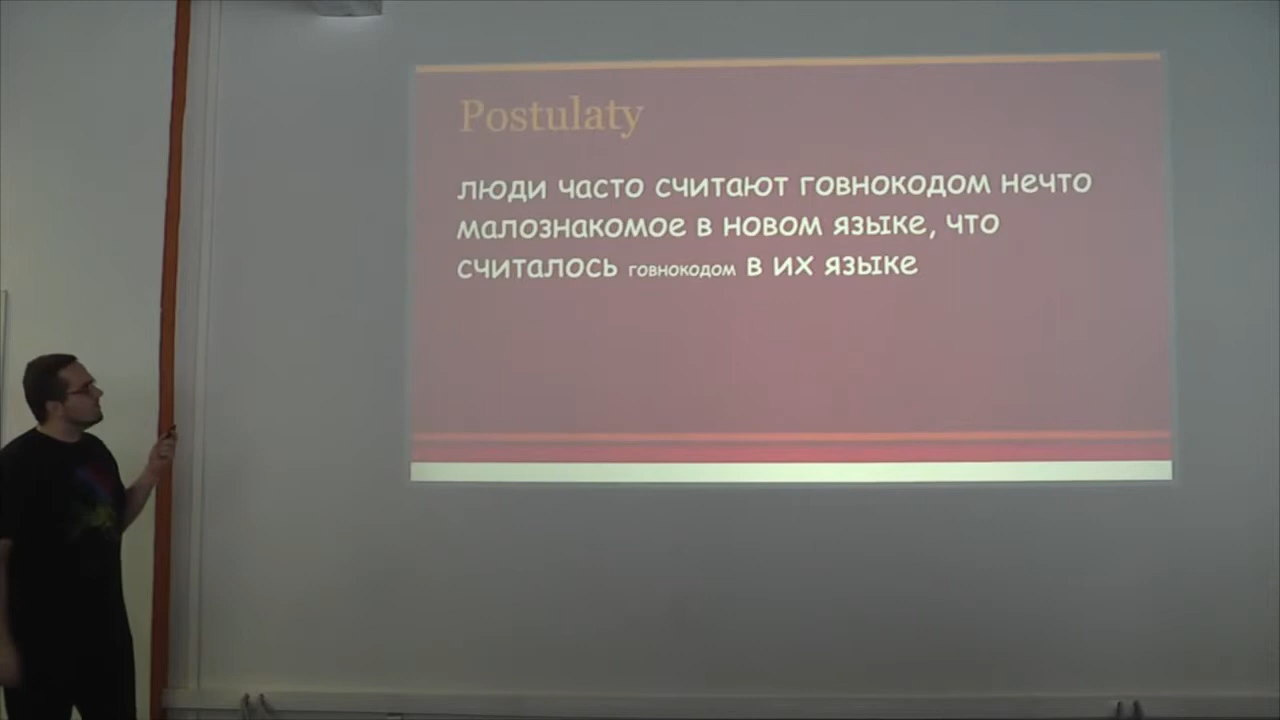 Postulaty
люди часто считают говнокодом нечто
малознакомое в новом языке, что
считалось говнокодом в их языке